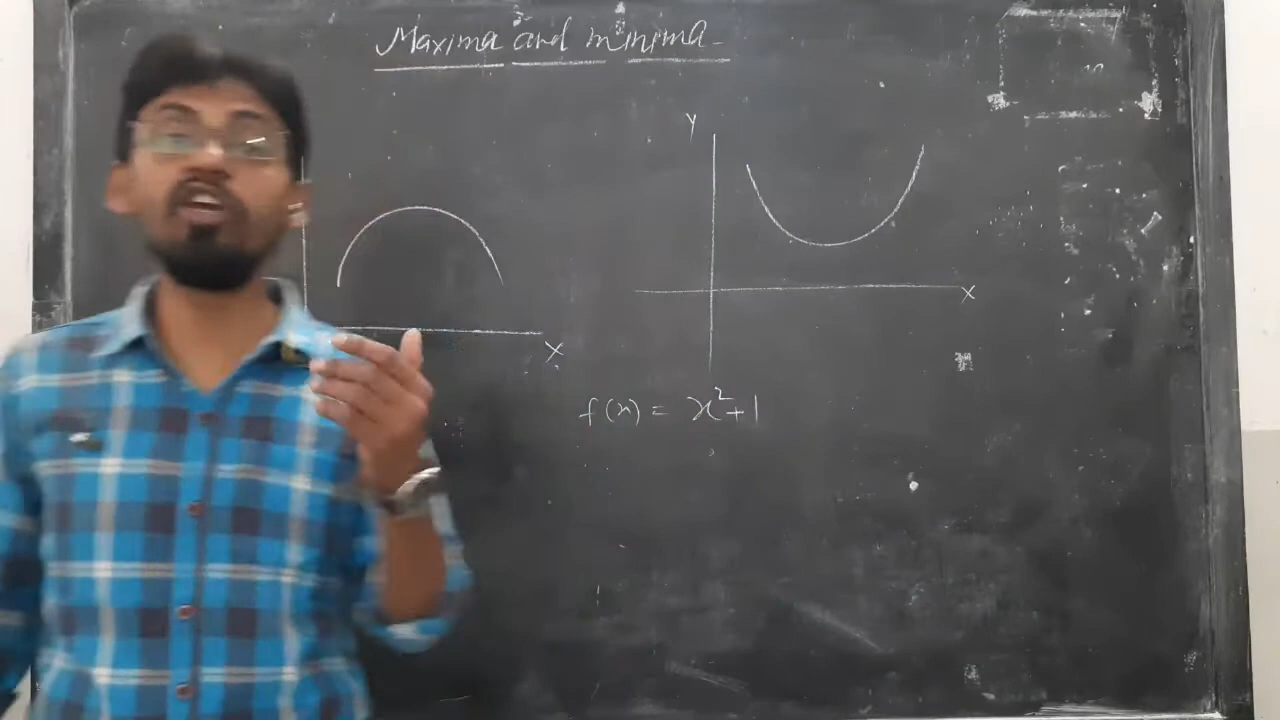 Maxima and minima
Y
X
X
f(x) = x²+1